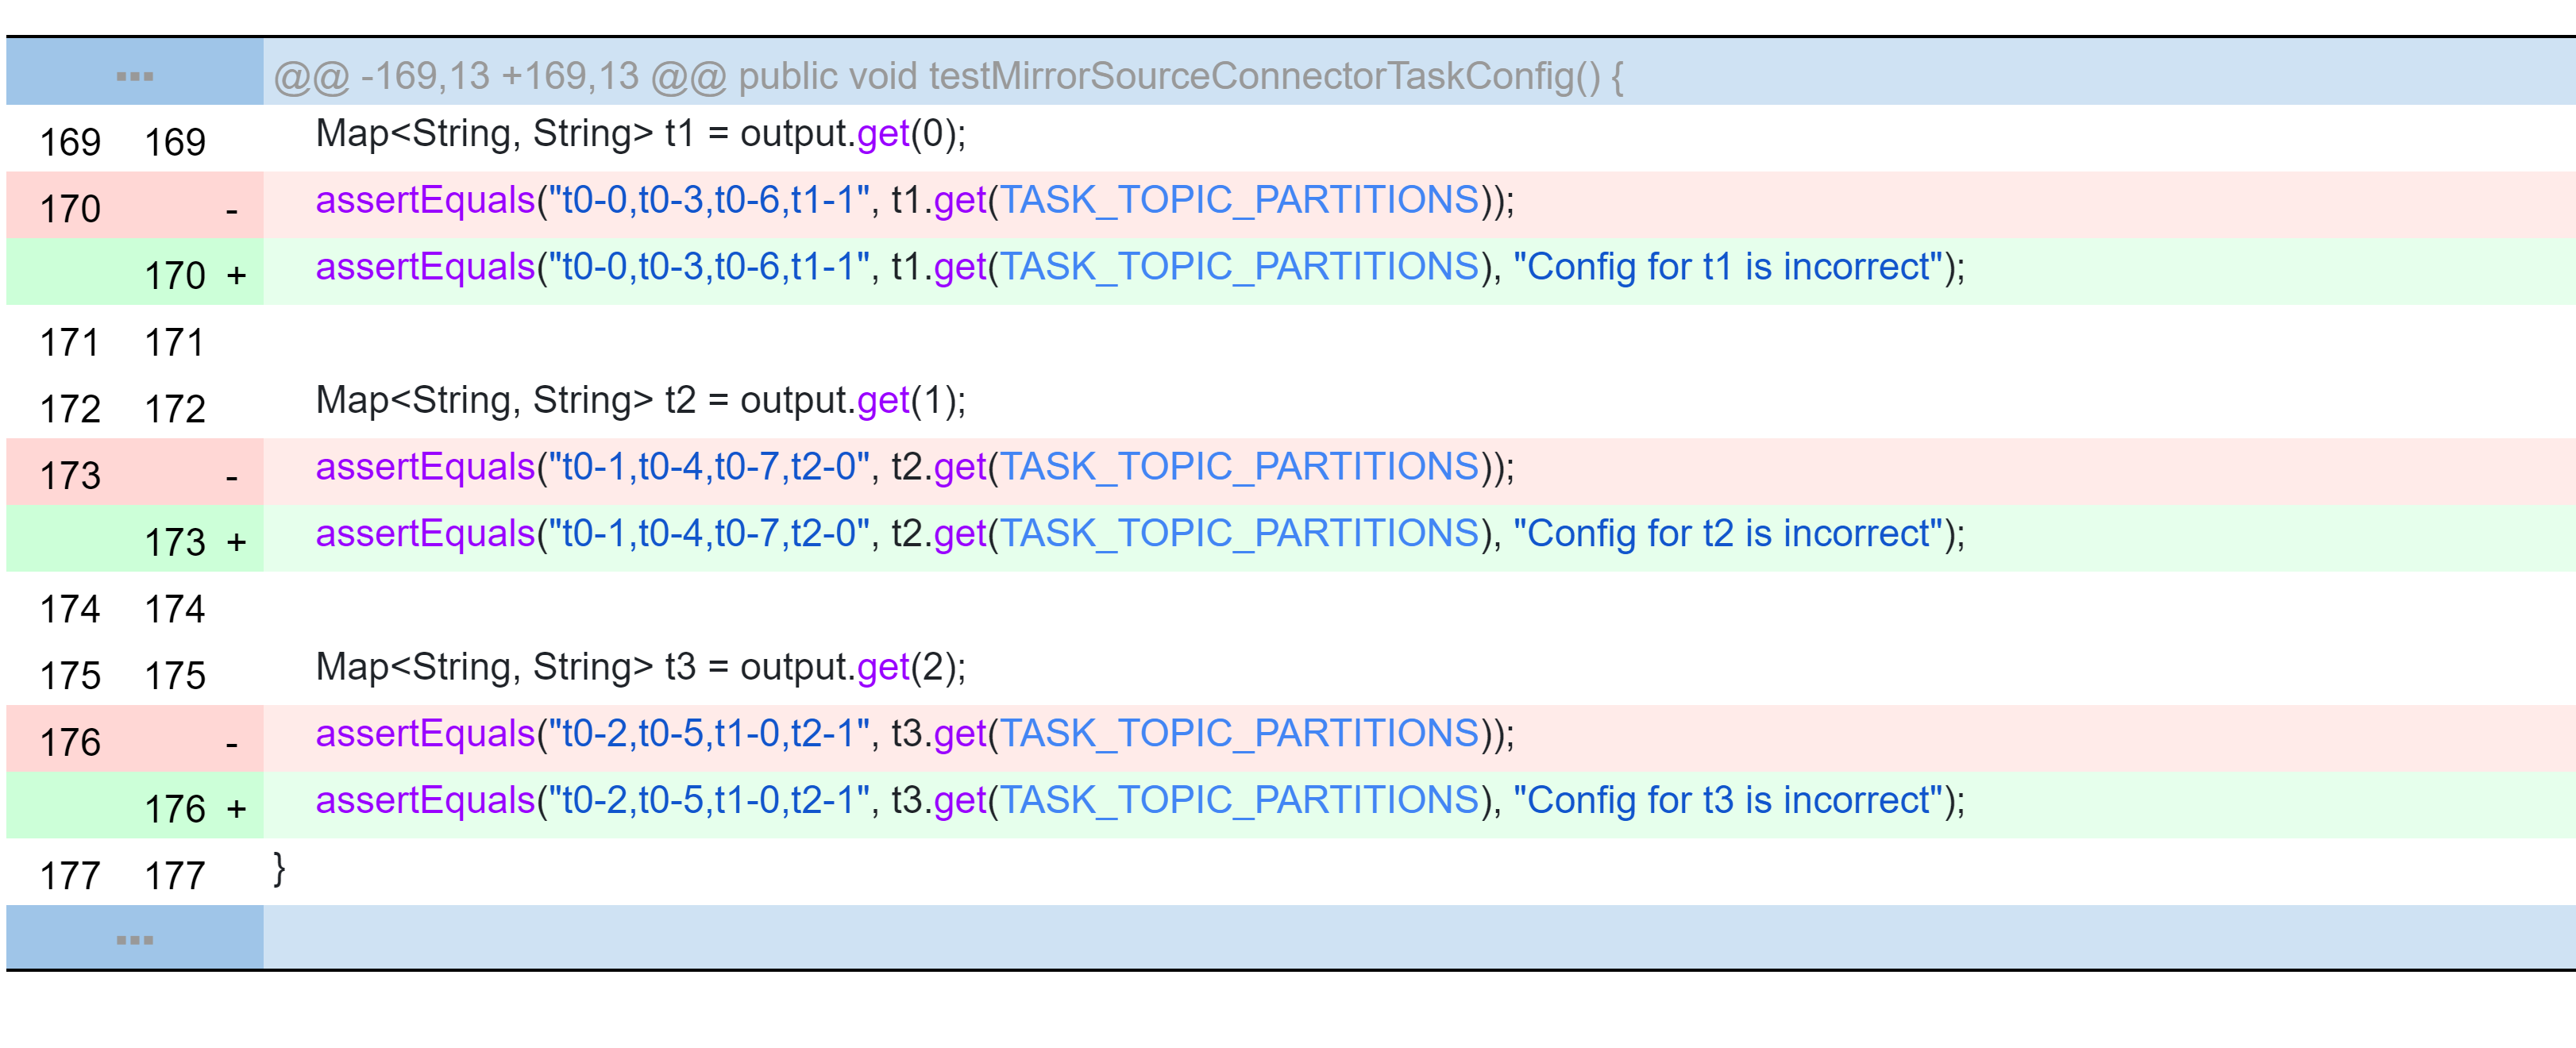 ... @@ -169,13 +169,13 @@ public void testMirrorSourceConnectorTaskConfig() {
169 169 Map<String, String> t1 = output.get(0);
170 - assertEquals("t0-0,t0-3,t0-6,t1-1", t1.get(TASK_TOPIC_PARTITIONS));
170 + assertEquals("t0-0,t0-3,t0-6,t1-1", t1.get(TASK_TOPIC_PARTITIONS), "Config for t1 is incorrect");
171 171
172 172 Map<String, String> t2 = output.get(1);
173 - assertEquals("t0-1,t0-4,t0-7,t2-0", t2.get(TASK_TOPIC_PARTITIONS));
173 + assertEquals("t0-1,t0-4,t0-7,t2-0", t2.get(TASK_TOPIC_PARTITIONS), "Config for t2 is incorrect");
174 174
175 175 Map<String, String> t3 = output.get(2);
176 - assertEquals("t0-2,t0-5,t1-0,t2-1", t3.get(TASK_TOPIC_PARTITIONS));
176 + assertEquals("t0-2,t0-5,t1-0,t2-1", t3.get(TASK_TOPIC_PARTITIONS), "Config for t3 is incorrect");
177 177 }
...